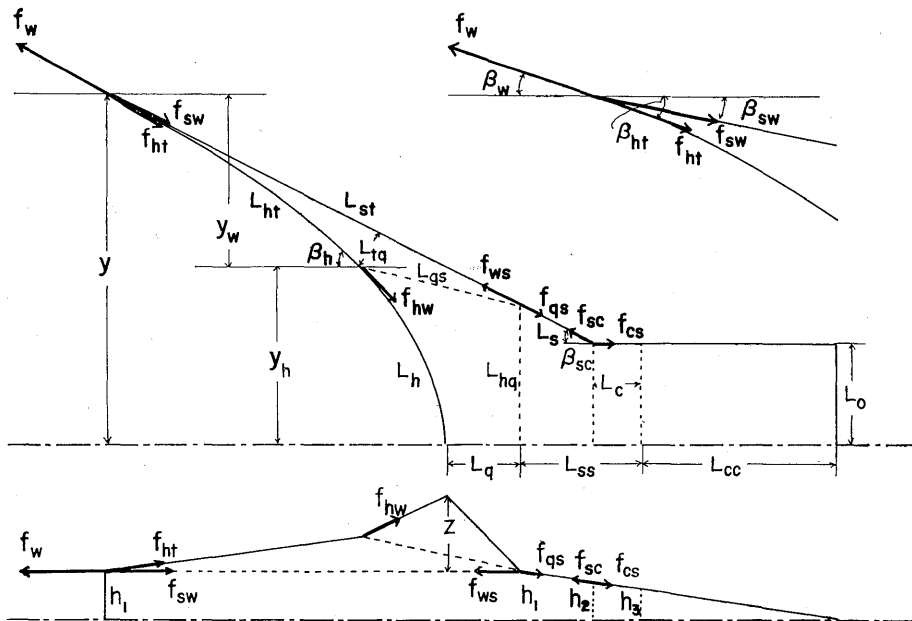 f_w
f_w
β_w
β_ht
β_sw
f_sw
f_ht
f_sw
f_ht
L_ht
L_st
y_w
y
β_h
L_tq
L_qs
f_ws
f_qs
f_sc
f_cs
f_hw
L_s
β_sc
y_h
L_h
L_hq
L_c
L_o
L_q
L_ss
L_cc
f_hw
z
f_w
f_ht
f_qs
f_sc
f_cs
h_1
f_sw
f_ws
h_1
h_2
h_3